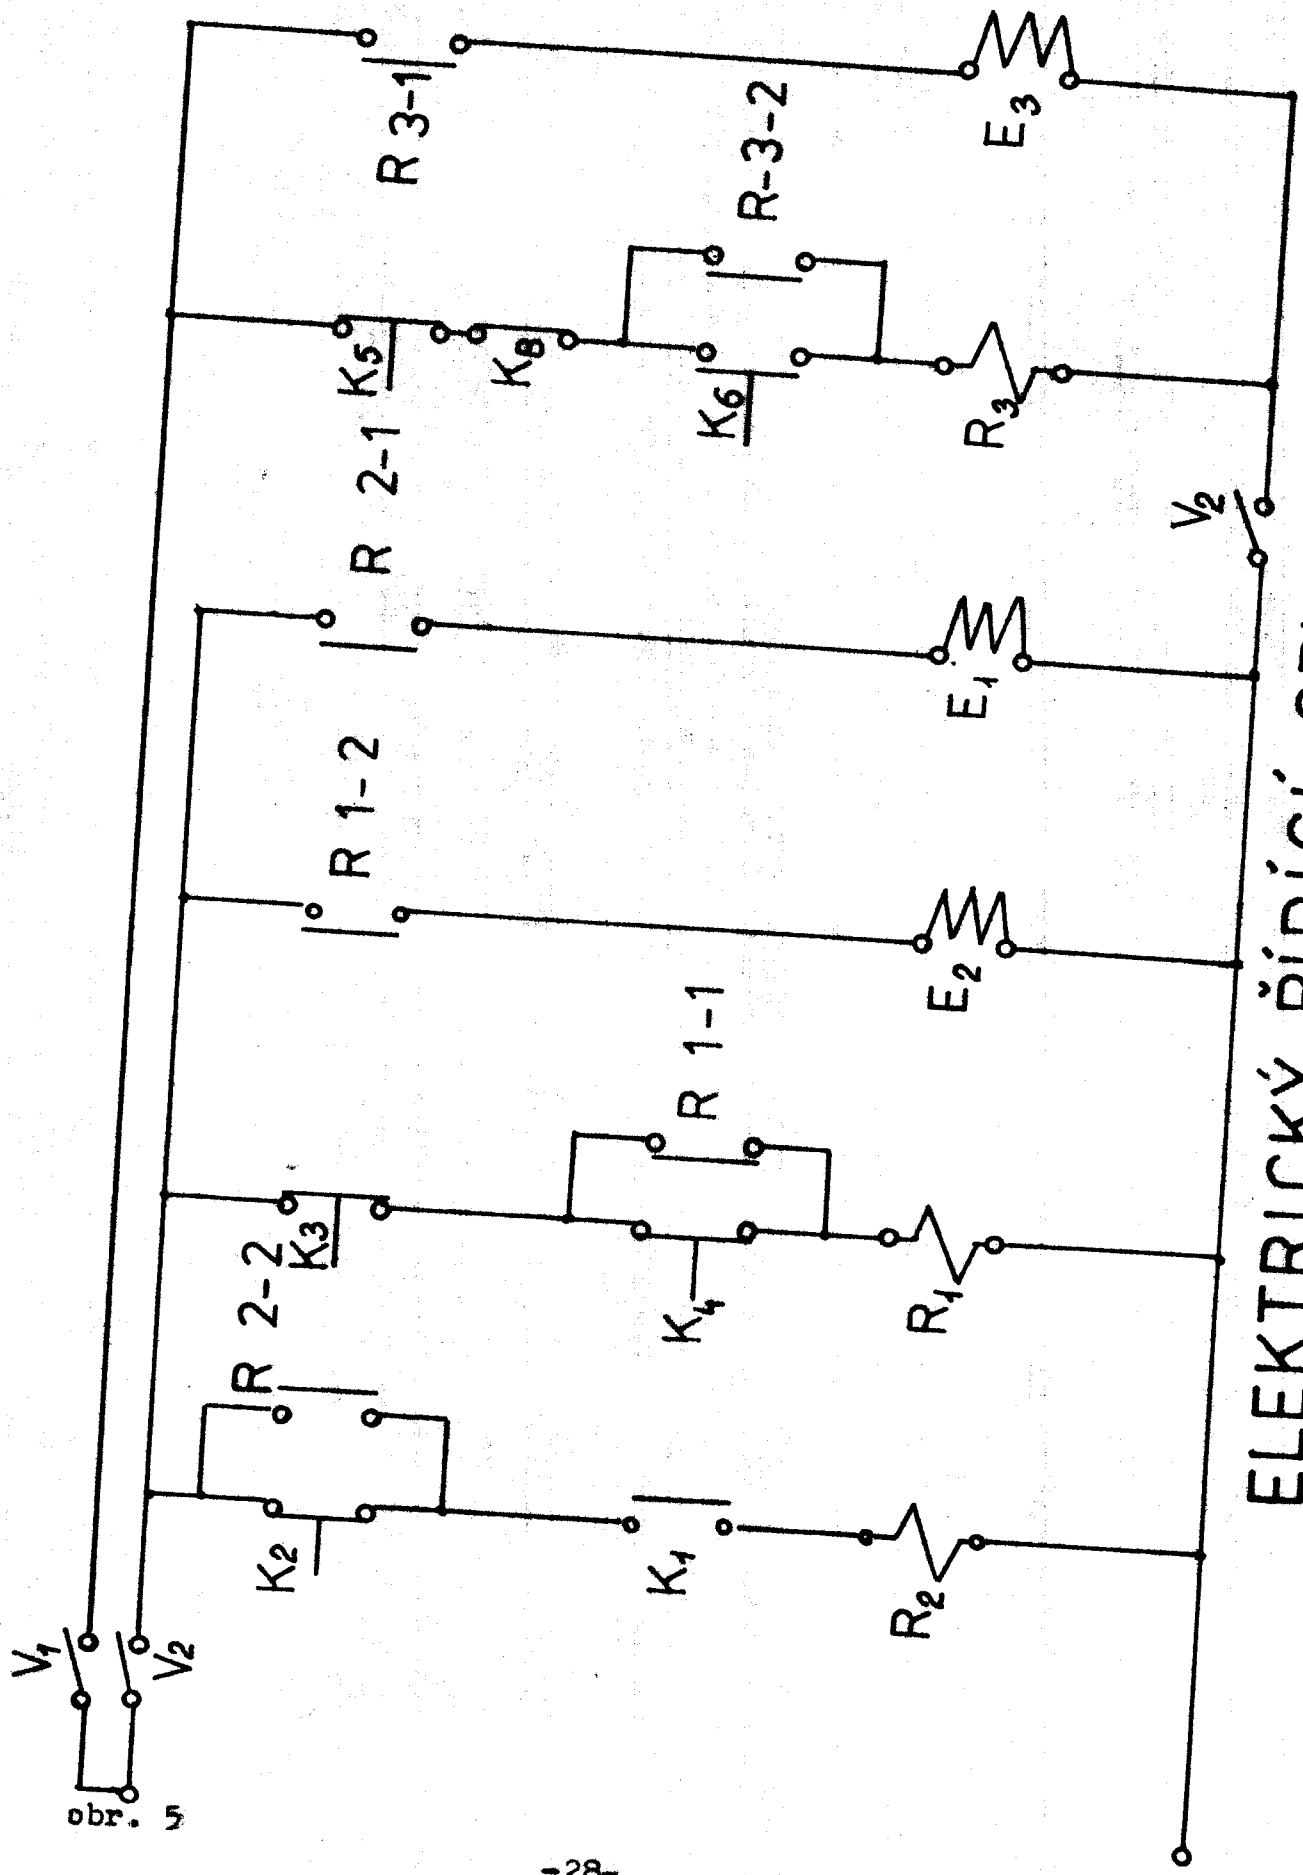 V1
V2
K2
R 2-2
K3
R 1-2
R 2-1
K5
K8
R 3-1
K1
K4
R 1-1
K6
R-3-2
R2
R1
E2
E1
R3
E3
V2
ELEKTRICKÝ ŘÍDÍCÍ
obr. 5
-28-